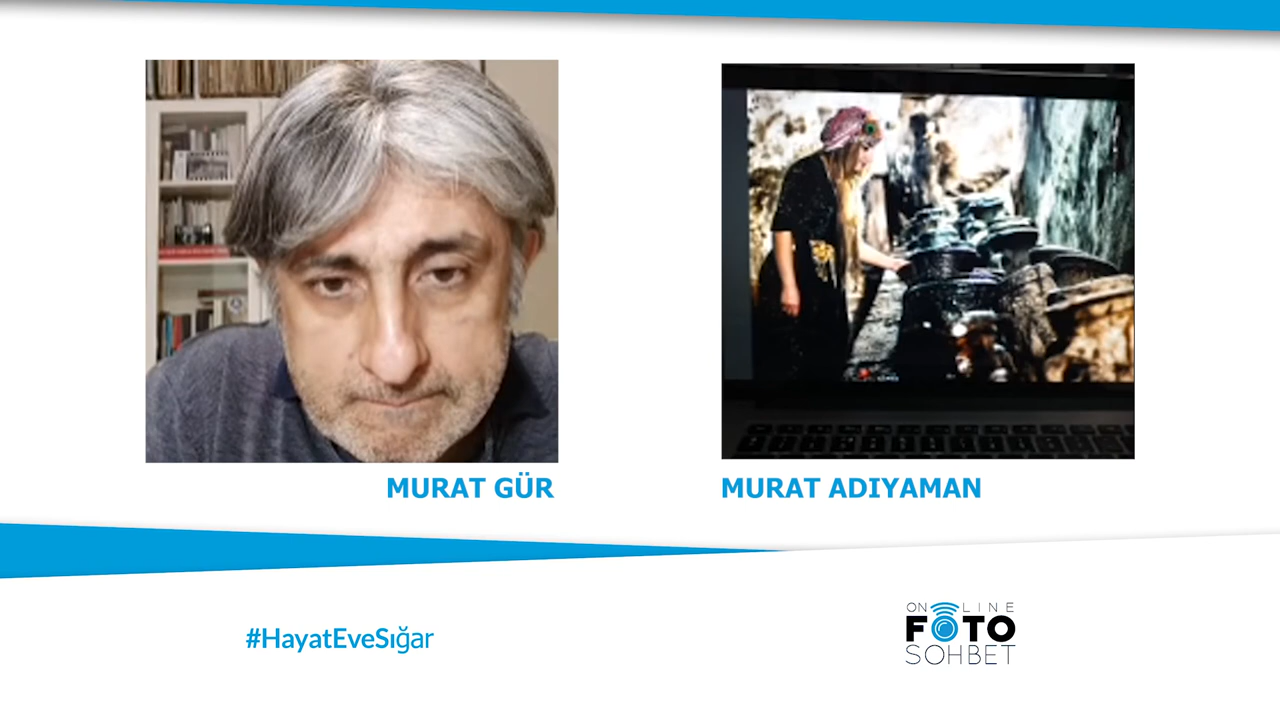 MURAT GÜR
MURAT ADIYAMAN
#HayatEveSığar
ONLINE
FOTO
SOHBET